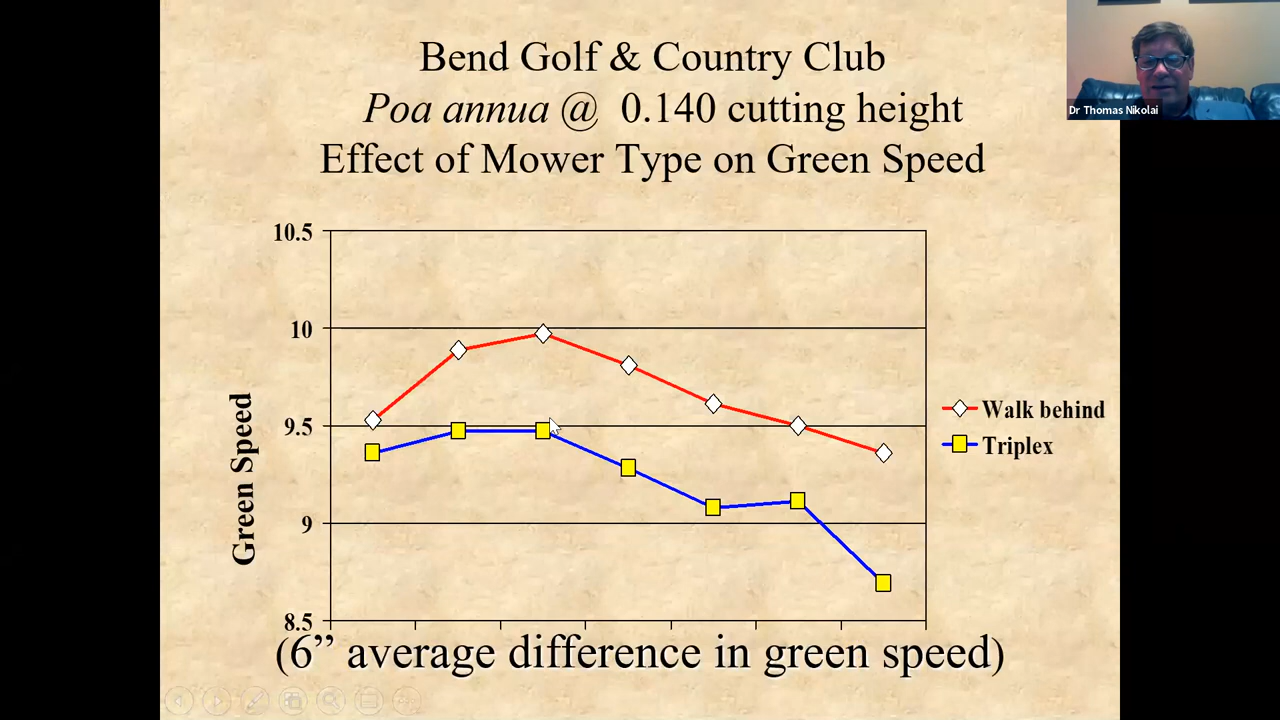 Bend Golf & Country Club
Poa annua @ 0.140 cutting height
Effect of Mower Type on Green Speed
Dr Thomas Nikolai
10.5
10
9.5
9
8.5
Green Speed
Walk behind
Triplex
(6” average difference in green speed)